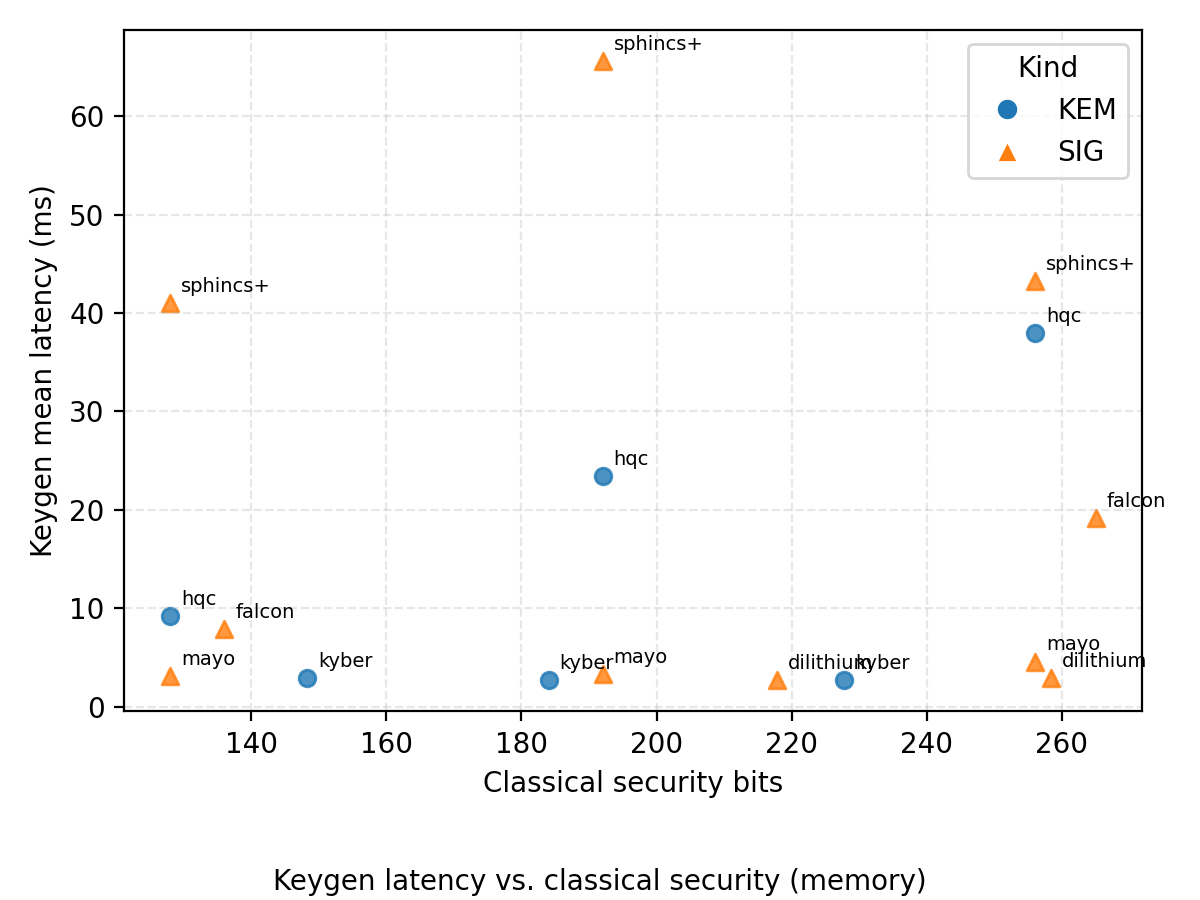 sphincs+
Kind
KEM
SIG
60
50
40
30
20
10
0
Keygen mean latency (ms)
sphincs+
sphincs+
hqc
hqc
falcon
hqc
falcon
mayo
kyber
kyber
mayo
dilithium
kyber
mayo
dilithium
140
160
180
200
220
240
260
Classical security bits
Keygen latency vs. classical security (memory)